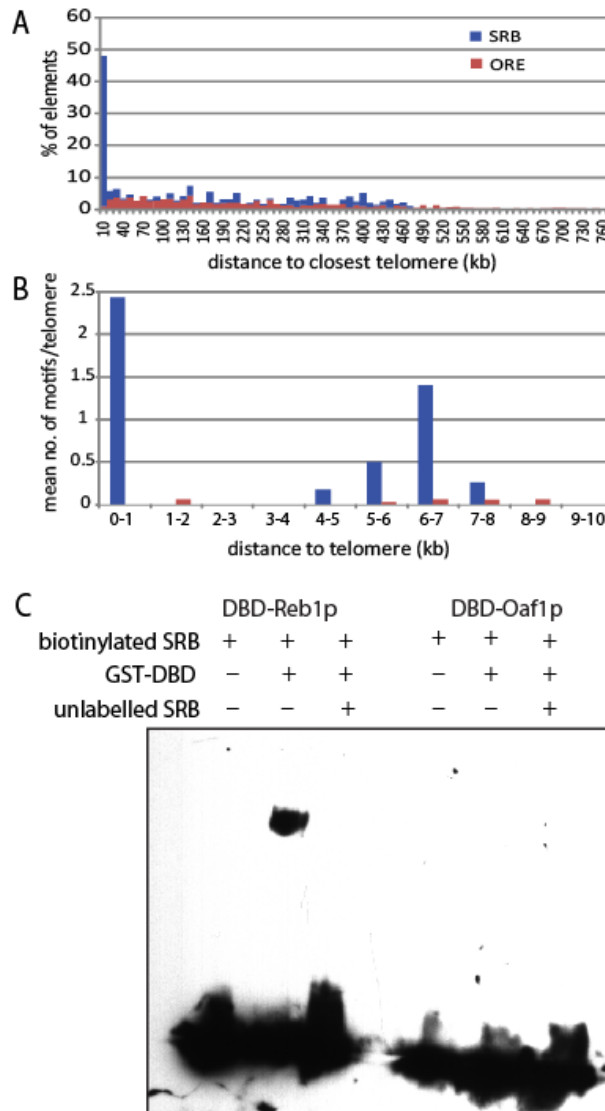 A
60
50
40
30
20
10
0
% of elements
SRB
ORE
10 40 70 100 130 160 190 220 250 280 310 340 370 400 430 460 490 520 550 580 610 640 670 700 730 760
distance to closest telomere (kb)
B
2.5
2
1.5
1
0.5
0
mean no. of motifs/telomere
0-1 1-2 2-3 3-4 4-5 5-6 6-7 7-8 8-9 9-10
distance to telomere (kb)
C
DBD-Reb1p DBD-Oaf1p
biotinylated SRB + + + + + +
GST-DBD – + + – + +
unlabelled SRB – – + – – +